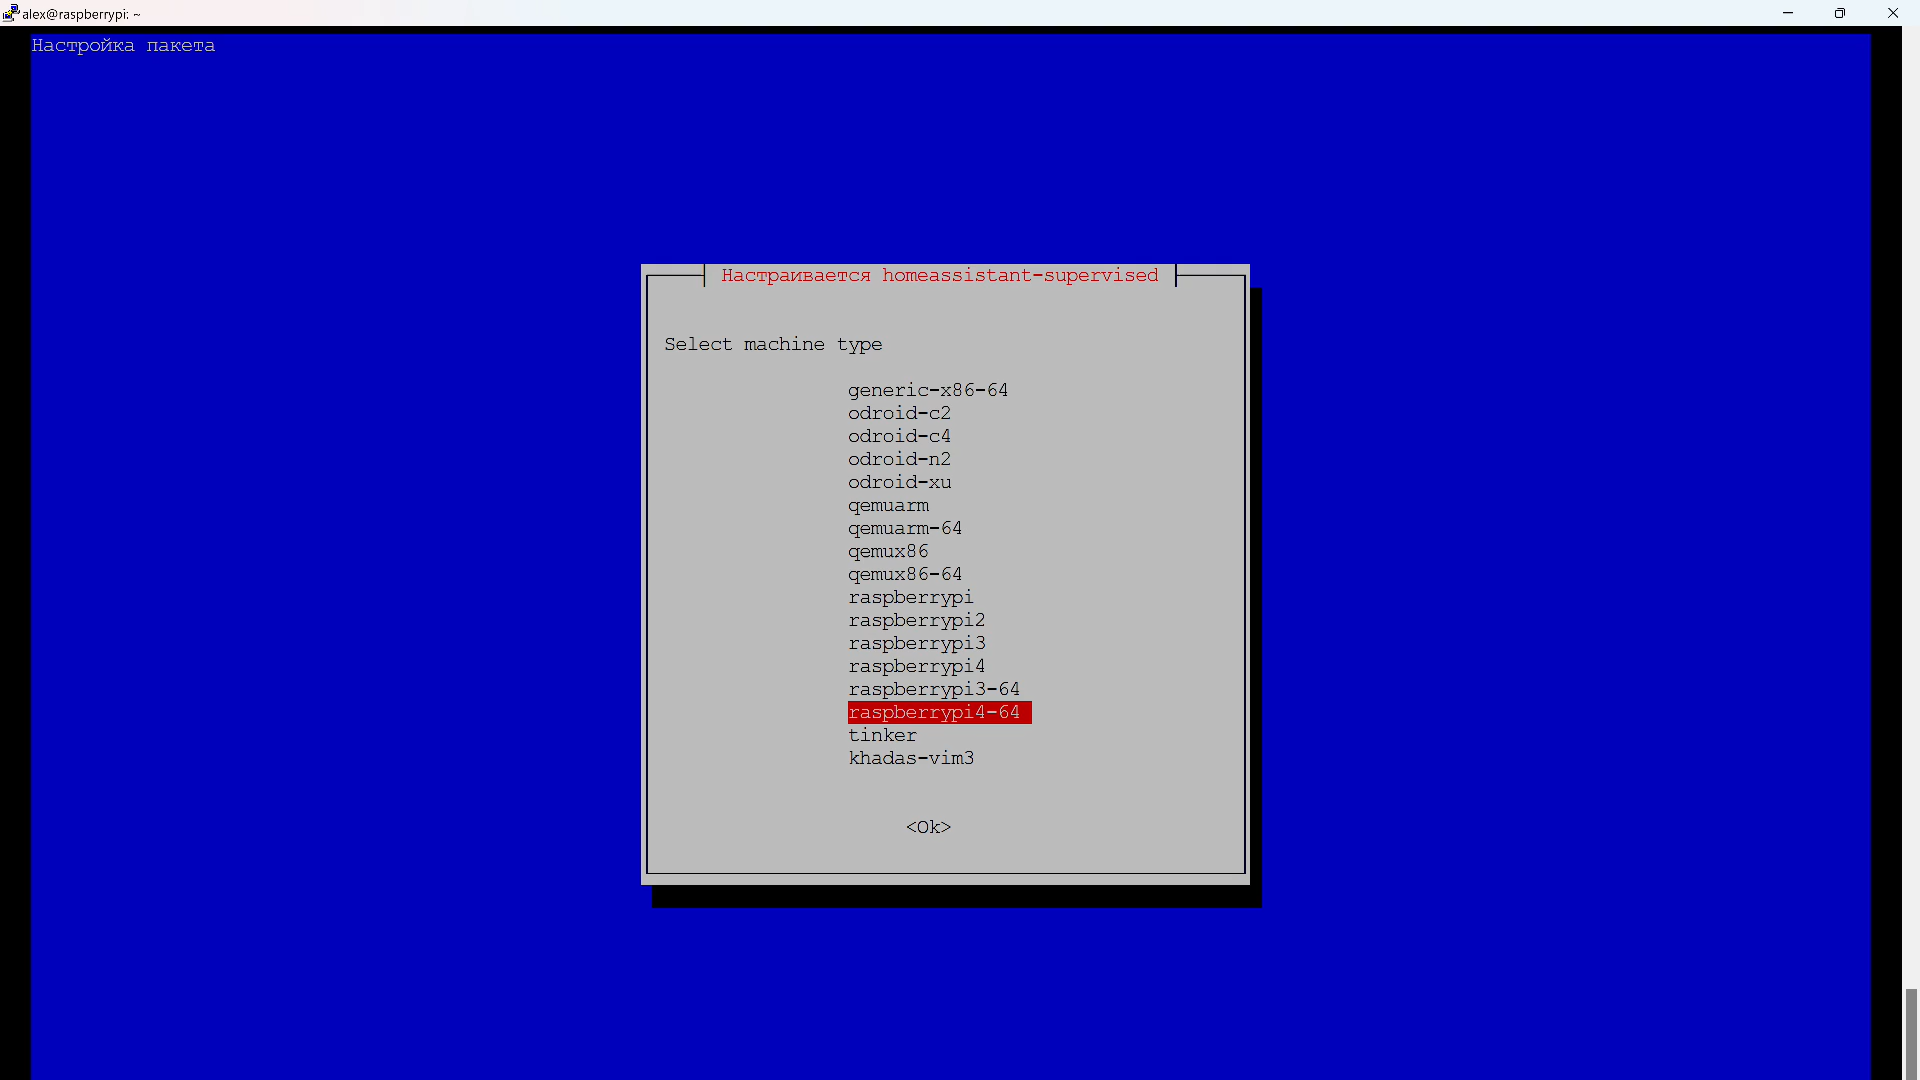 alex@raspberrypi: ~
Настройка пакета
Настраивается homeassistant-supervised
Select machine type
generic-x86-64
odroid-c2
odroid-c4
odroid-n2
odroid-xu
qemuarm
qemuarm-64
qemux86
qemux86-64
raspberrypi
raspberrypi2
raspberrypi3
raspberrypi4
raspberrypi3-64
raspberrypi4-64
tinker
khadas-vim3
<Ok>